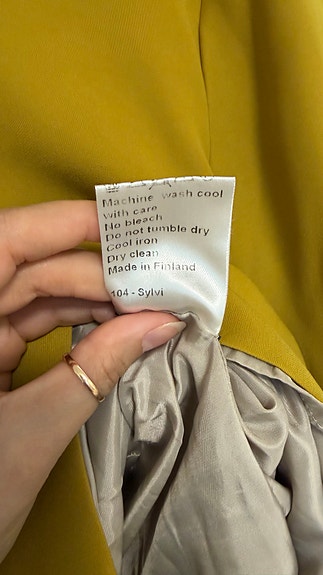 Machine wash cool
with care
No bleach
Do not tumble dry
Cool iron
Dry clean
Made in Finland
104 - Sylvi